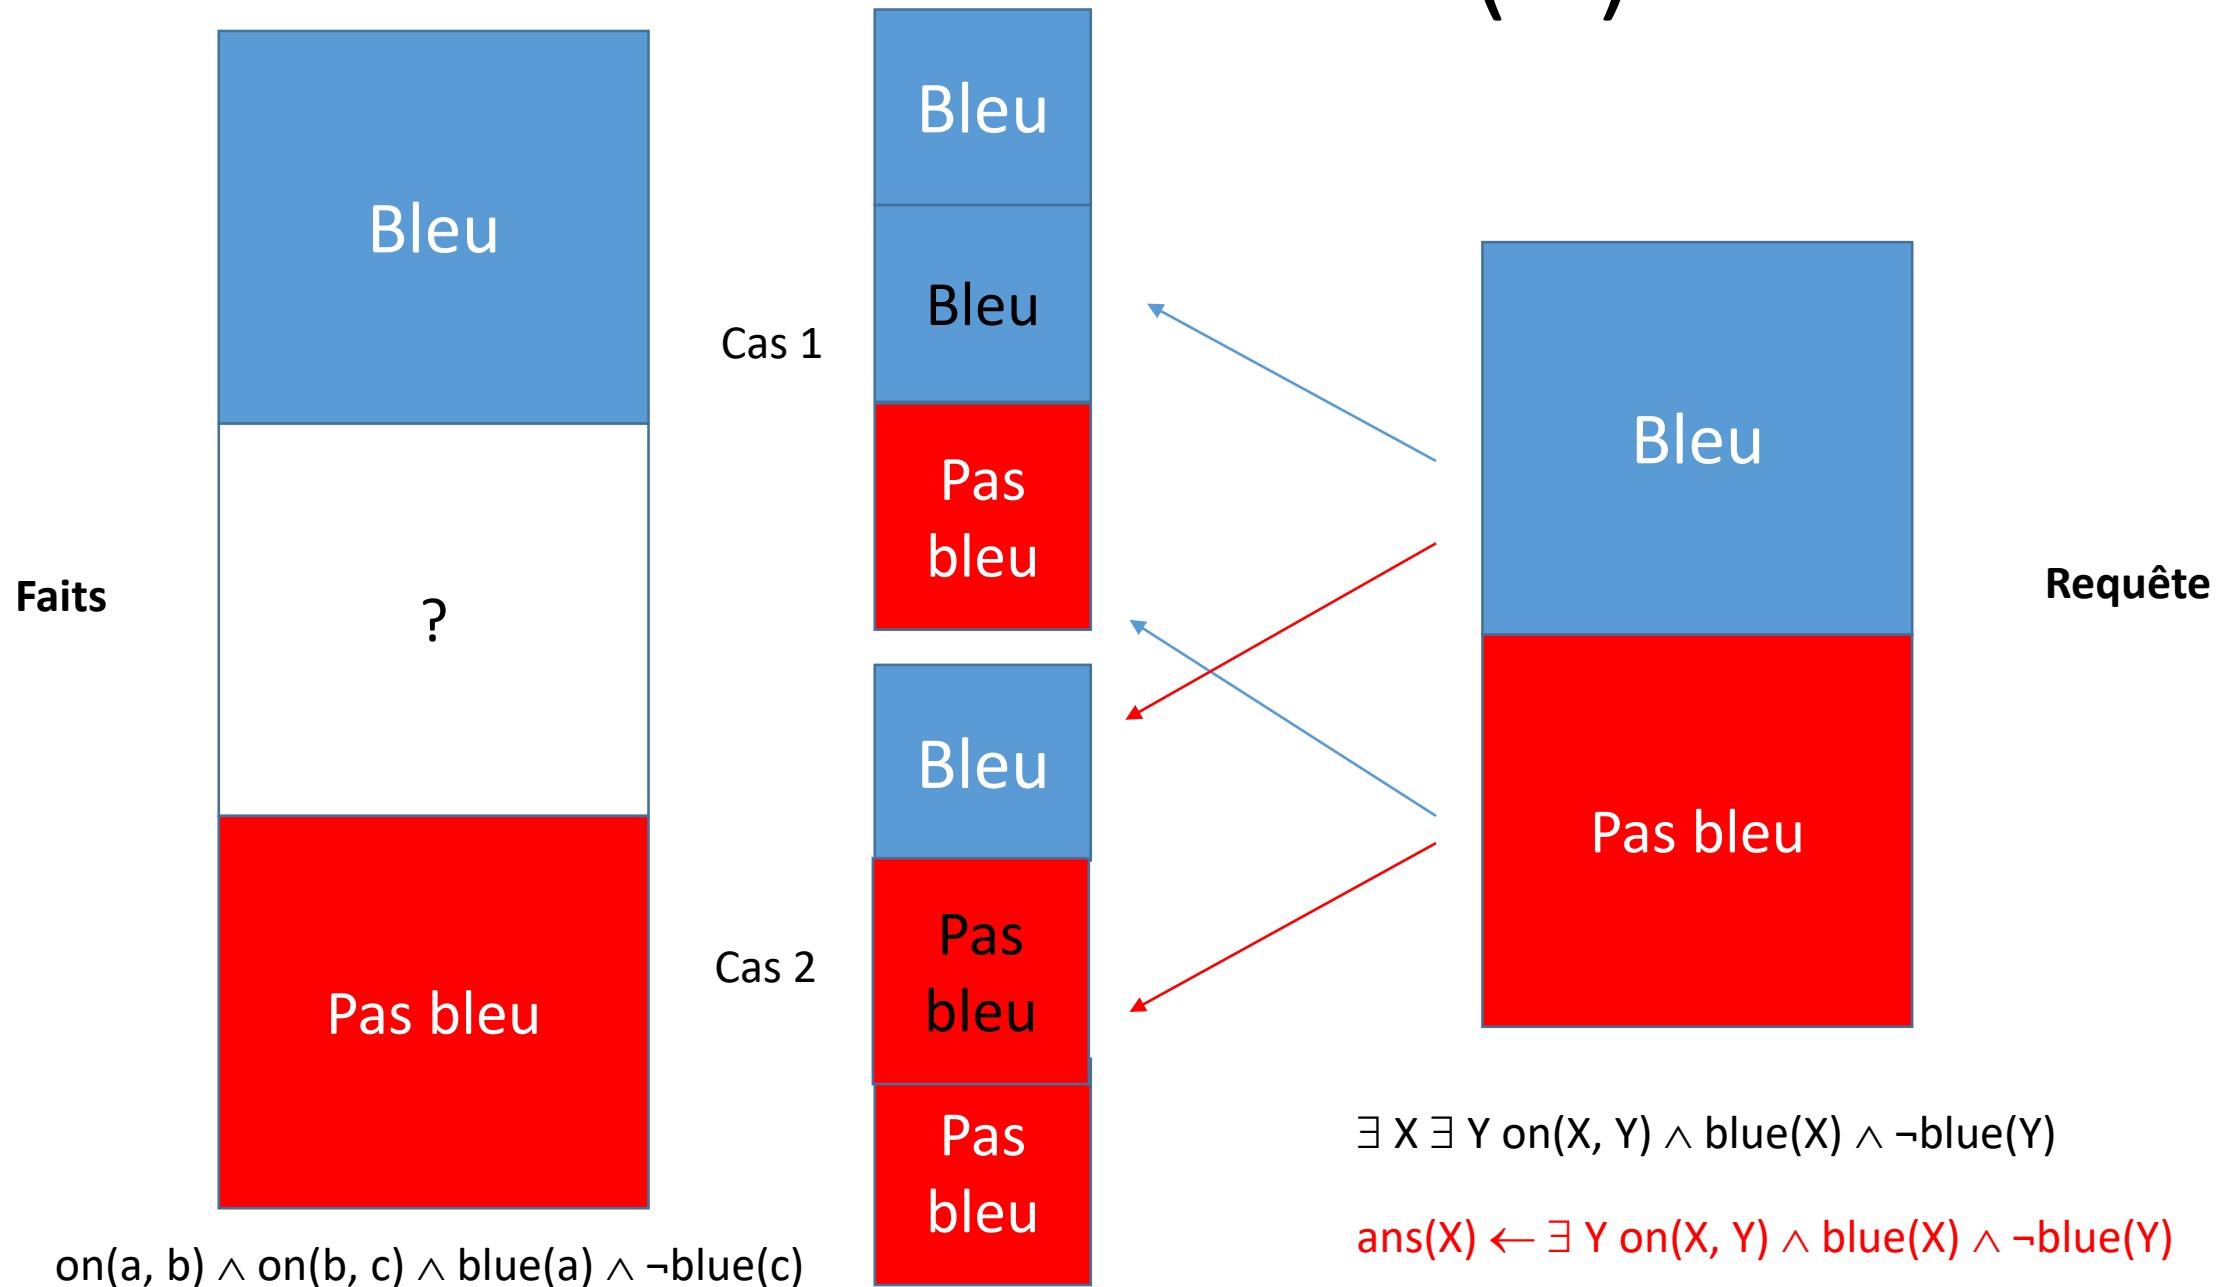 Faits
Bleu
?
Pas bleu
on(a, b) ∧ on(b, c) ∧ blue(a) ∧ ¬blue(c)
Cas 1
Bleu
Bleu
Pas
bleu
Cas 2
Bleu
Pas
bleu
Pas
bleu
Bleu
Pas bleu
Requête
∃ X ∃ Y on(X, Y) ∧ blue(X) ∧ ¬blue(Y)
ans(X) ← ∃ Y on(X, Y) ∧ blue(X) ∧ ¬blue(Y)